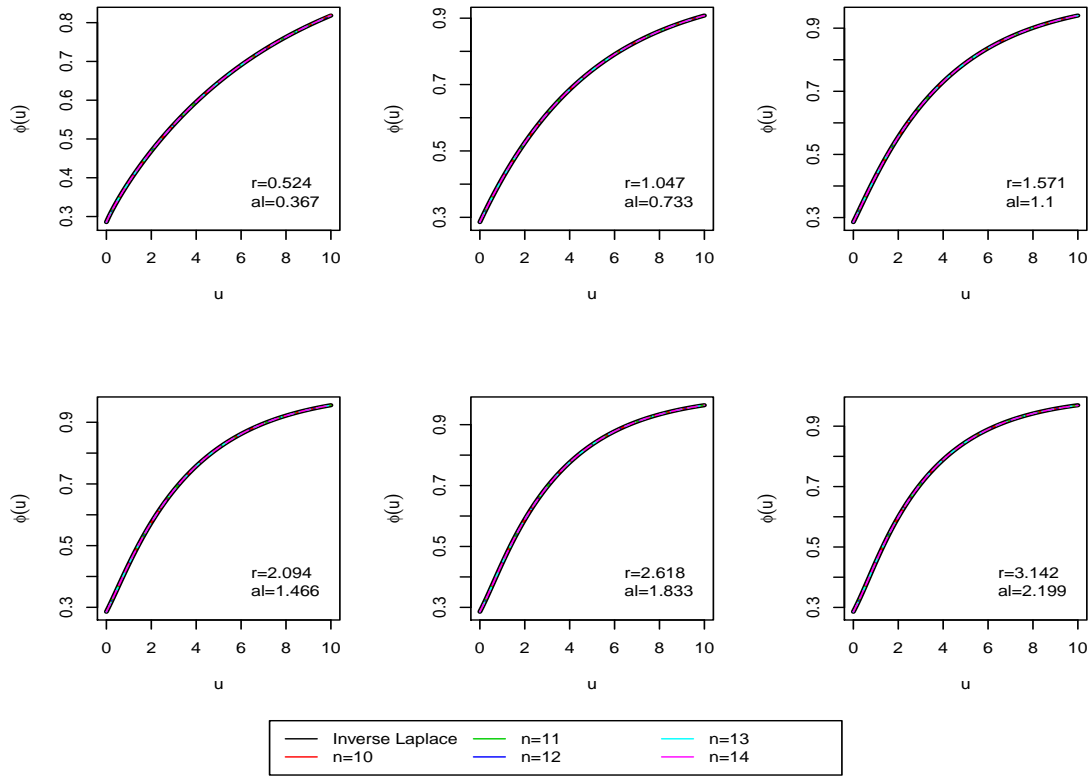 0.3 0.4 0.5 0.6 0.7 0.8
ϕ(u)
r=0.524
al=0.367
0 2 4 6 8 10
u
0.3 0.5 0.7 0.9
ϕ(u)
r=1.047
al=0.733
0 2 4 6 8 10
u
0.3 0.5 0.7 0.9
ϕ(u)
r=1.571
al=1.1
0 2 4 6 8 10
u
0.3 0.5 0.7 0.9
ϕ(u)
r=2.094
al=1.466
0 2 4 6 8 10
u
0.3 0.5 0.7 0.9
ϕ(u)
r=2.618
al=1.833
0 2 4 6 8 10
u
0.3 0.5 0.7 0.9
ϕ(u)
r=3.142
al=2.199
0 2 4 6 8 10
u
Inverse Laplace n=11 n=13
n=10 n=12 n=14